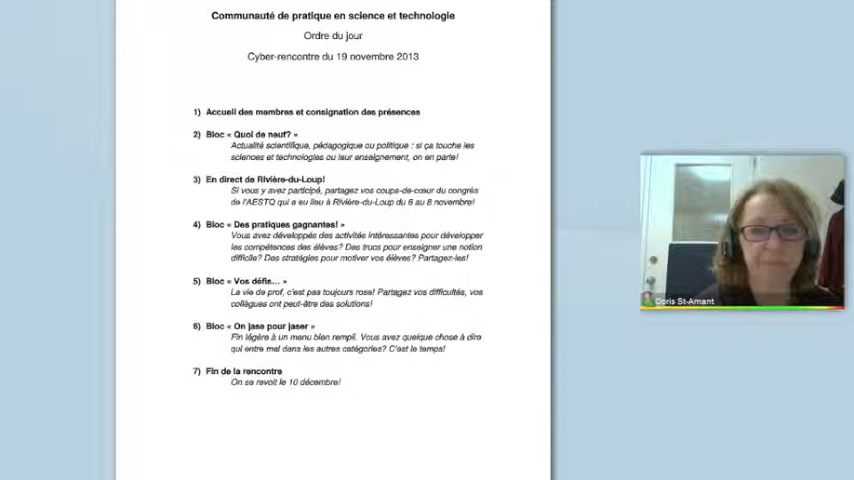 Communauté de pratique en science et technologie
Ordre du jour
Cyber-rencontre du 19 novembre 2013
1) Accueil des membres et consignation des présences
2) Bloc « Quoi de neuf? »
Actualité scientifique, pédagogique ou politique : si ça touche les
sciences et technologies ou leur enseignement, on en parle!
3) En direct de Rivière-du-Loup!
Si vous y avez participé, partagez vos coups-de-cœur du congrès
de l'AESTQ qui a eu lieu à Rivière-du-Loup du 6 au 8 novembre!
4) Bloc « Des pratiques gagnantes! »
Vous avez développés des activités intéressantes pour développer
les compétences des élèves? Des trucs pour enseigner une notion
difficile? Des stratégies pour motiver vos élèves? Partagez-les!
5) Bloc « Vos défis... »
La vie de prof, c'est pas toujours rose! Partagez vos difficultés, vos
collègues ont peut-être des solutions!
6) Bloc « On jase pour jaser »
Fin légère à un menu bien rempli. Vous avez quelque chose à dire
qui entre mal dans les autres catégories? C'est le temps!
7) Fin de la rencontre
On se revoit le 10 décembre!
Doris St-Amant